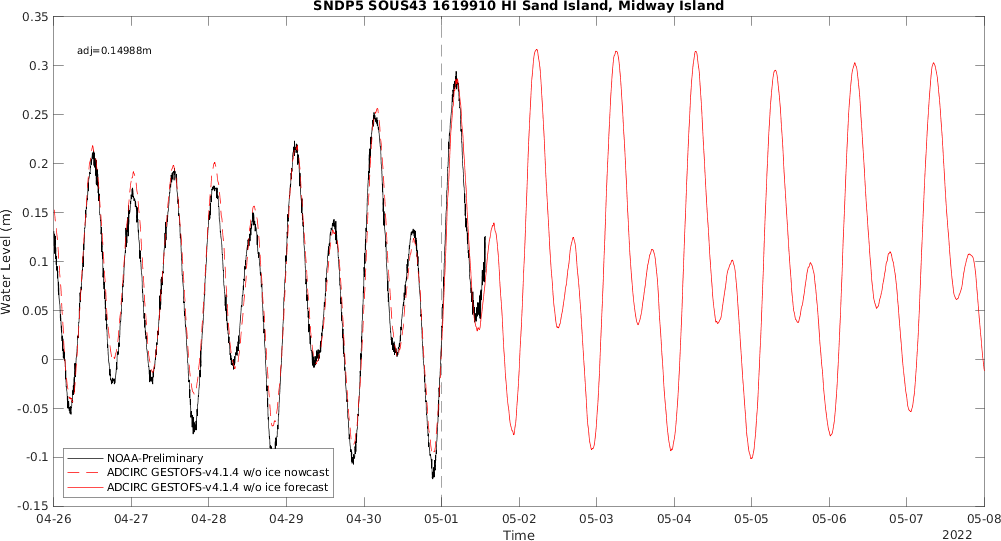 SNDP5 SOUS43 1619910 HI Sand Island, Midway Island
adj=0.14988m
0.35
0.3
0.25
0.2
0.15
0.1
0.05
0
-0.05
-0.1
-0.15
Water Level (m)
NOAA-Preliminary
ADCIRC GESTOFS-v4.1.4 w/o ice nowcast
ADCIRC GESTOFS-v4.1.4 w/o ice forecast
04-26 04-27 04-28 04-29 04-30 05-01 05-02 05-03 05-04 05-05 05-06 05-07 05-08
Time
2022